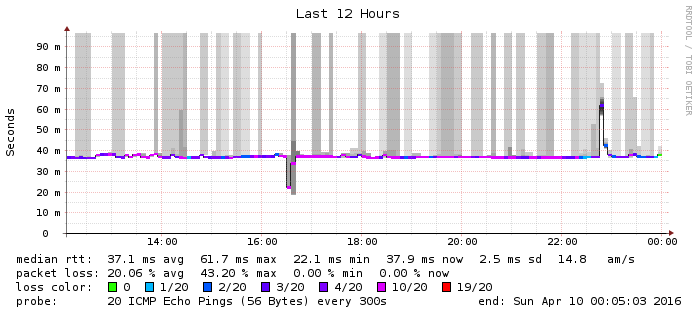 Last 12 Hours
RRDTOOL / TOBI OETIKER
Seconds
90 m
80 m
70 m
60 m
50 m
40 m
30 m
20 m
10 m
0
14:00 16:00 18:00 20:00 22:00 00:00
median rtt: 37.1 ms avg 61.7 ms max 22.1 ms min 37.9 ms now 2.5 ms sd 14.8 am/s
packet loss: 20.06 % avg 43.20 % max 0.00 % min 0.00 % now
loss color: 0 1/20 2/20 3/20 4/20 10/20 19/20
probe: 20 ICMP Echo Pings (56 Bytes) every 300s end: Sun Apr 10 00:05:03 2016